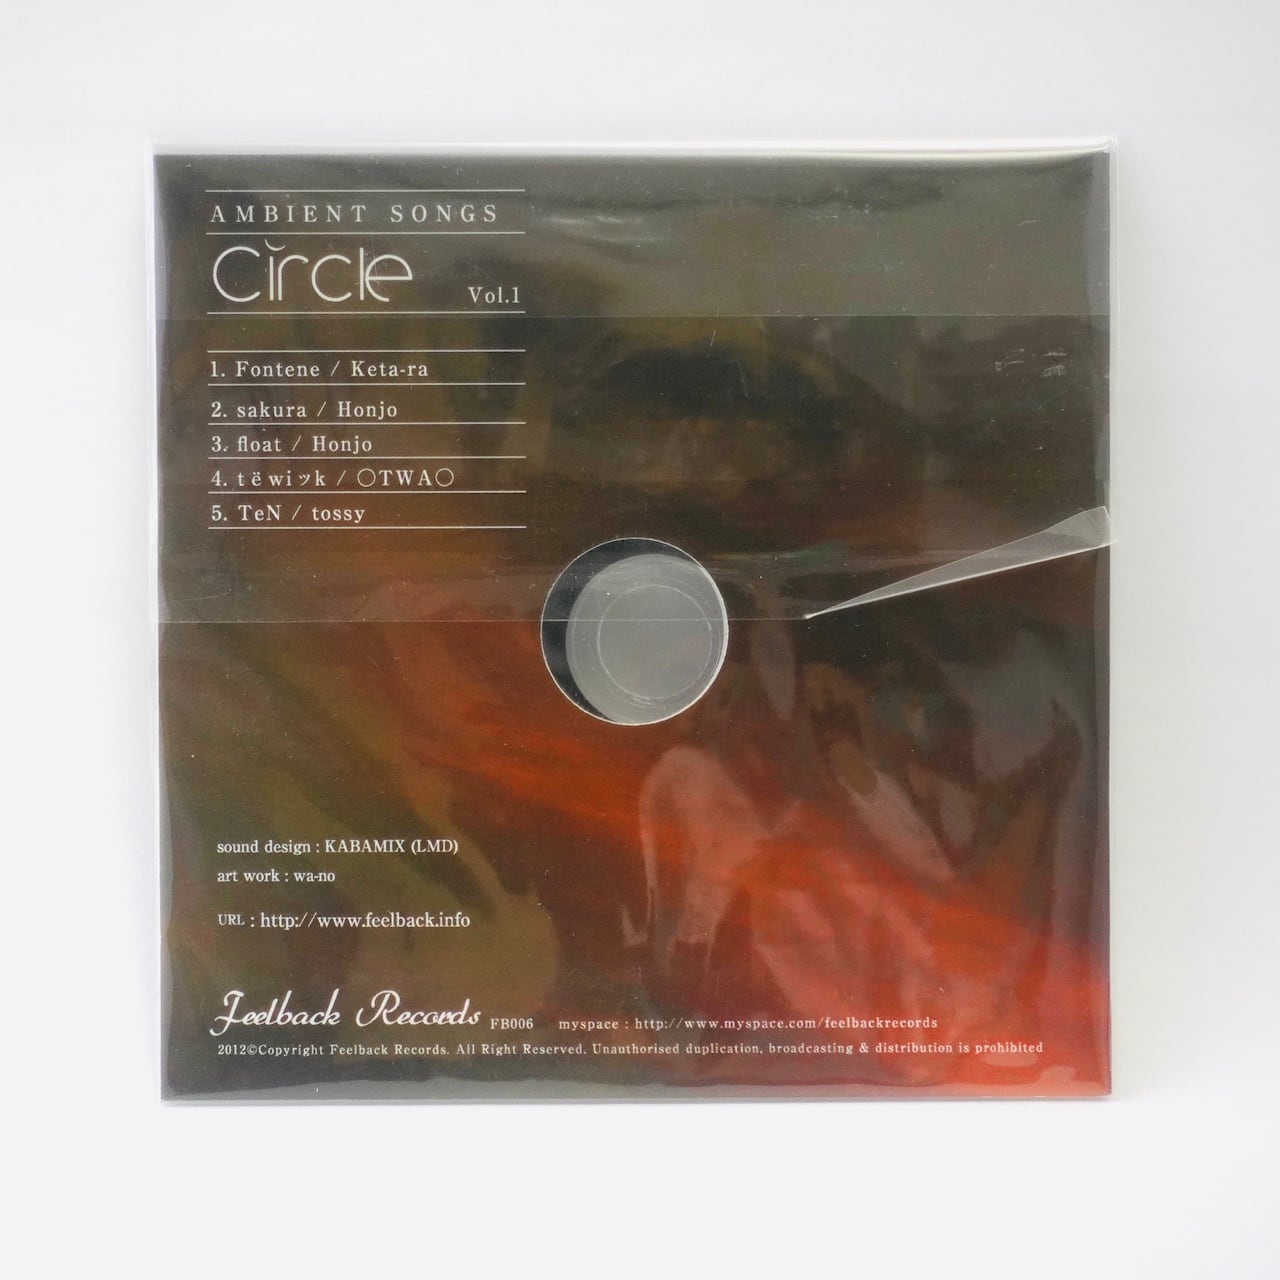 AMBIENT SONGS
Cĭrcle
Vol.1
1. Fontene / Keta-ra
2. sakura / Honjo
3. float / Honjo
4. tëwiッk / ○TWA○
5. TeN / tossy
sound design : KABAMIX (LMD)
art work : wa-no
URL : http://www.feelback.info
Feelback Records FB006 myspace : http://www.myspace.com/feelbackrecords
2012©Copyright Feelback Records. All Right Reserved. Unauthorised duplication, broadcasting & distribution is prohibited